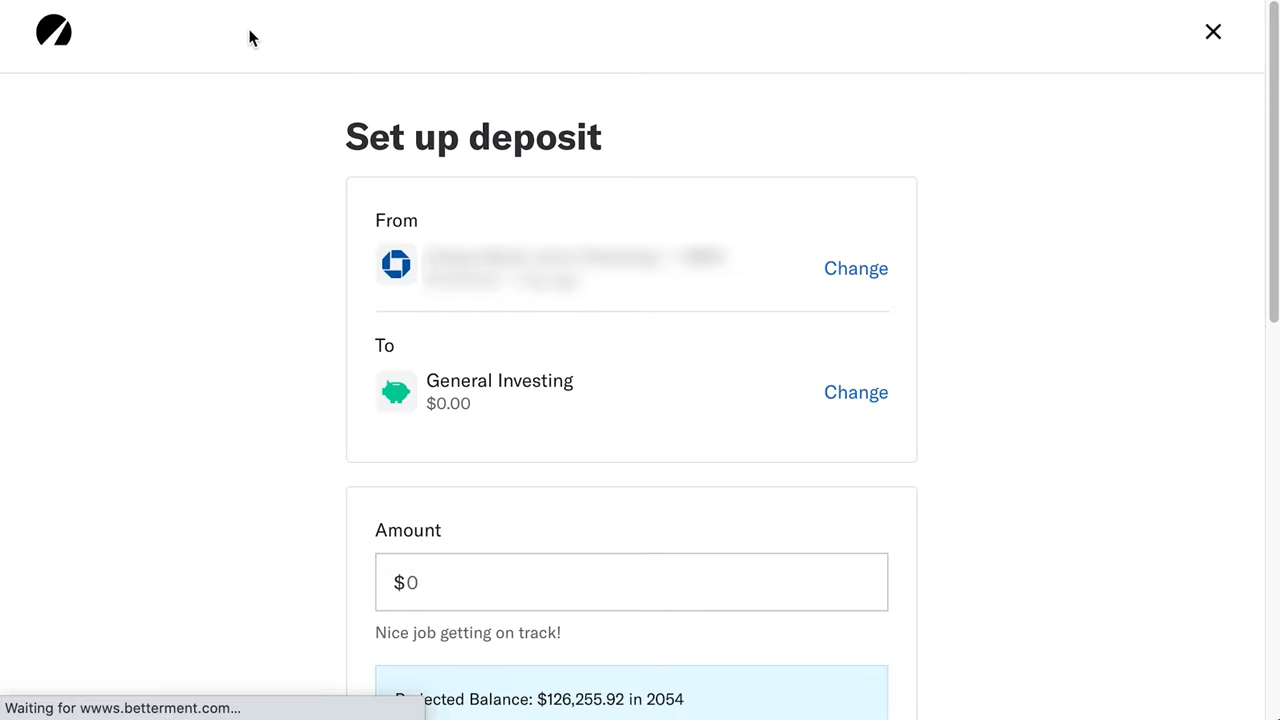 Set up deposit
From
Change
To
General Investing
$0.00
Change
Amount
$0
Nice job getting on track!
Balance: $126,255.92 in 2054
Waiting for wwws.betterment.com...